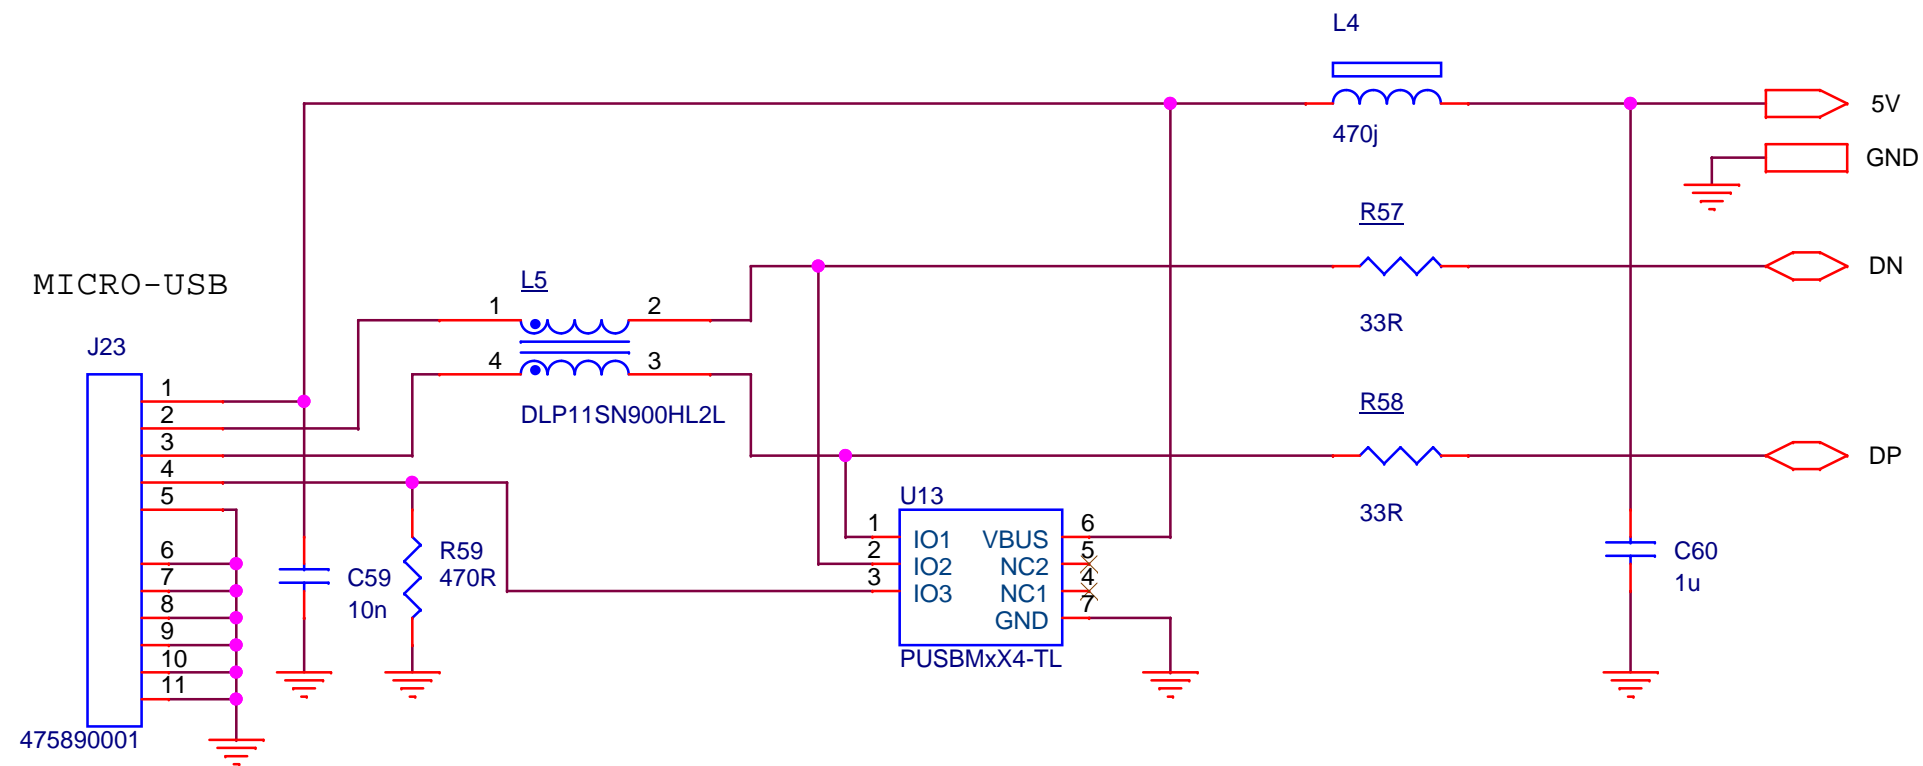 L4
5V
470j
GND
R57
DN
MICRO-USB
L5
1
2
33R
J23
4
3
DLP11SN900HL2L
R58
1
2
3
4
5
DP
U13
33R
1
IO1
VBUS
6
2
IO2
NC2
5
3
IO3
NC1
4
GND
7
PUSBMxX4-TL
6
7
8
9
10
11
C59
10n
R59
470R
C60
1u
475890001